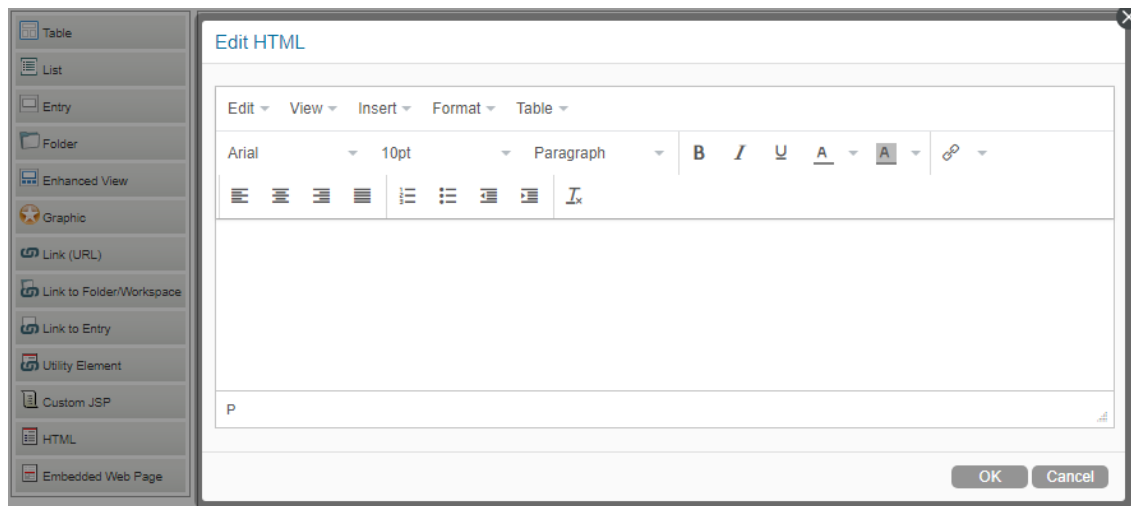 Table
List
Entry
Folder
Enhanced View
Graphic
Link (URL)
Link to Folder/Workspace
Link to Entry
Utility Element
Custom JSP
HTML
Embedded Web Page
Edit HTML
Edit View Insert Format Table
Arial 10pt Paragraph B I U A A
P
OK Cancel